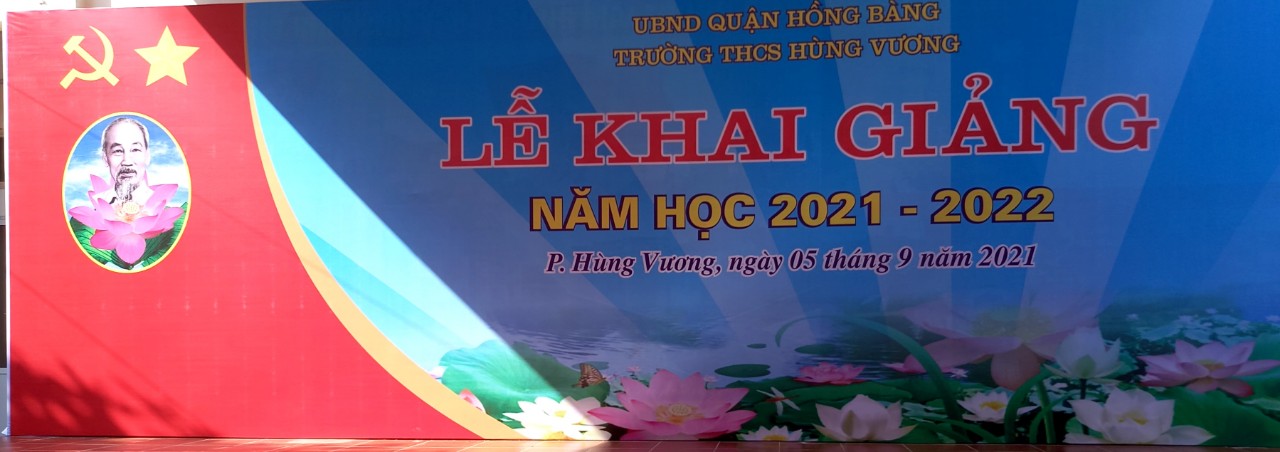 UBND QUẬN HỒNG BÀNG
TRƯỜNG THCS HÙNG VƯƠNG
LỄ KHAI GIẢNG
NĂM HỌC 2021 - 2022
P. Hùng Vương, ngày 05 tháng 9 năm 2021